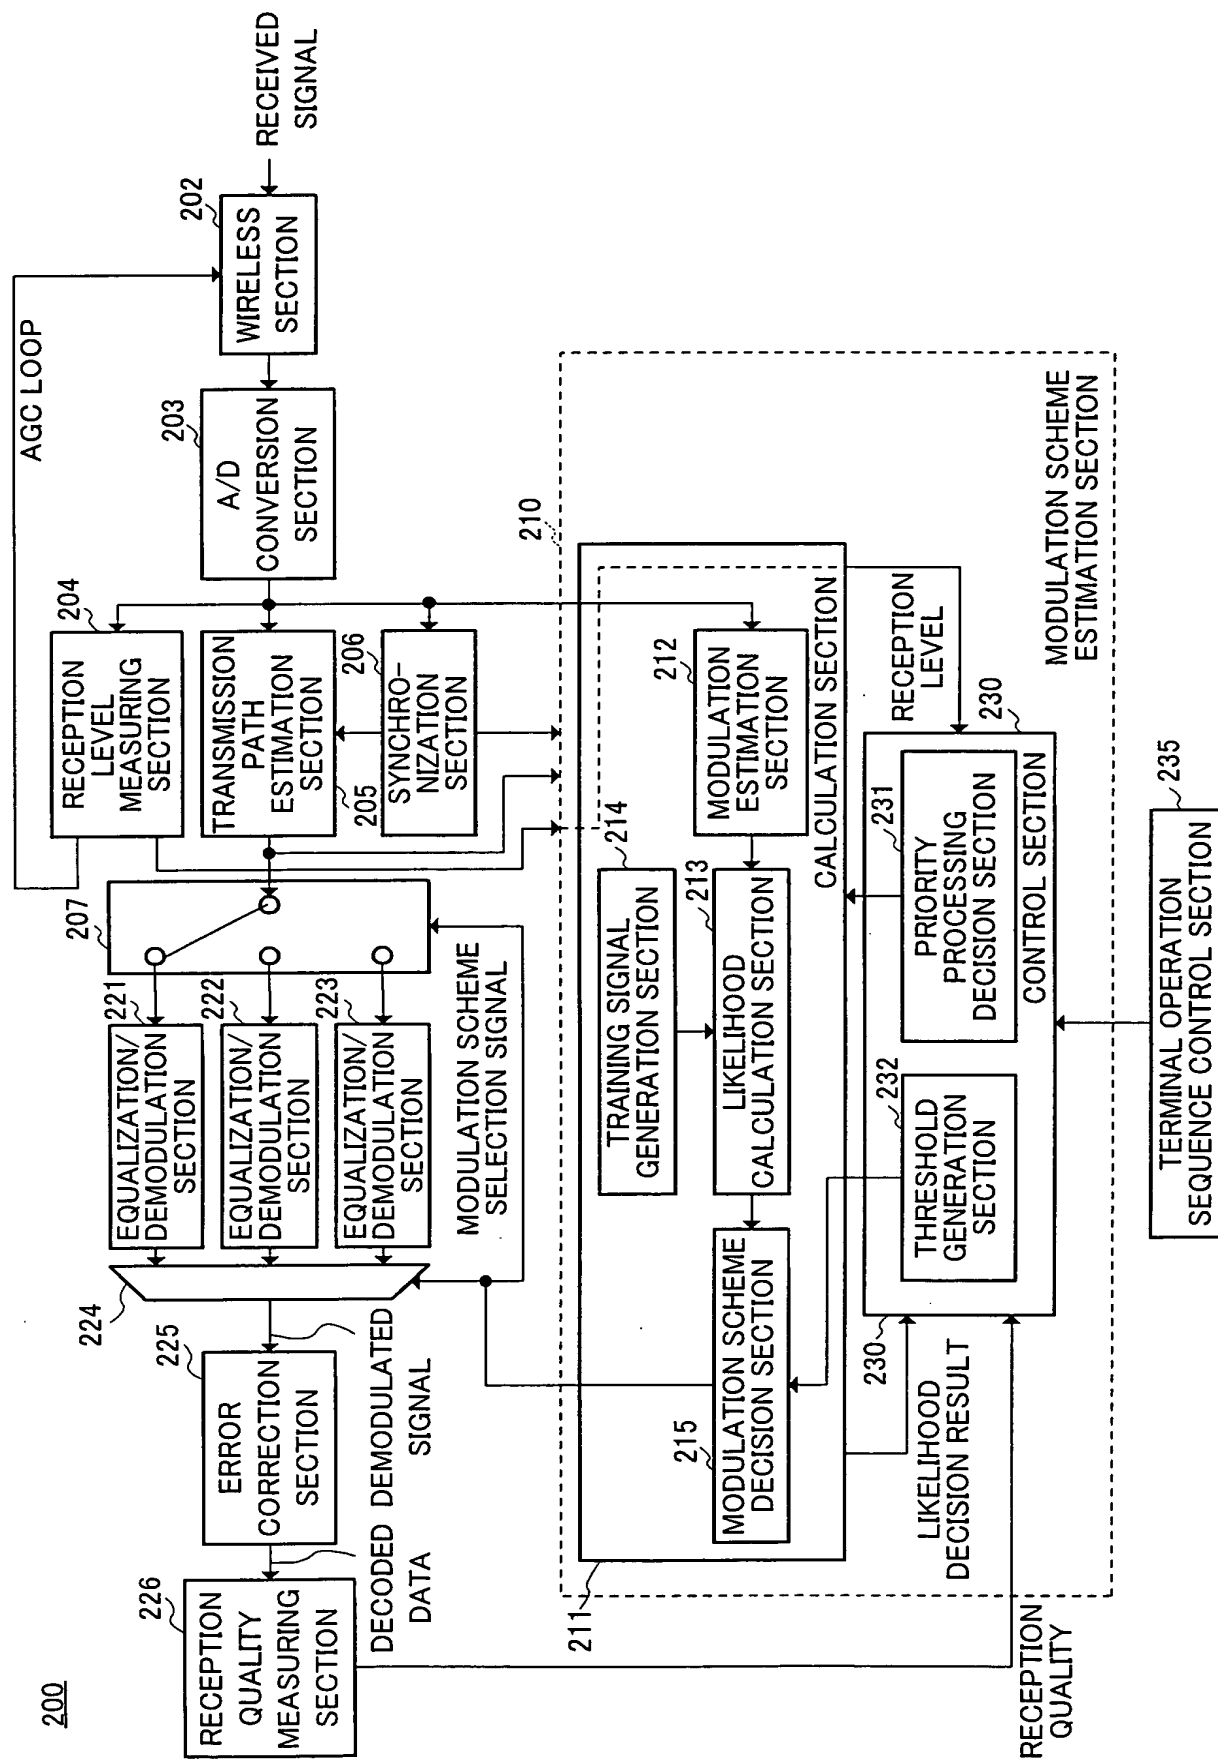 200
RECEIVED
SIGNAL
202
WIRELESS
SECTION
AGC LOOP
203
A/D
CONVERSION
SECTION
204
RECEPTION
LEVEL
MEASURING
SECTION
TRANSMISSION
PATH
ESTIMATION
SECTION
205
206
SYNCHRO-
NIZATION
SECTION
207
221
EQUALIZATION/
DEMODULATION
SECTION
222
EQUALIZATION/
DEMODULATION
SECTION
223
EQUALIZATION/
DEMODULATION
SECTION
MODULATION SCHEME
SELECTION SIGNAL
224
225
ERROR
CORRECTION
SECTION
DEMODULATED
SIGNAL
226
RECEPTION
QUALITY
MEASURING
SECTION
DECODED
DATA
210
MODULATION SCHEME
ESTIMATION SECTION
211
CALCULATION SECTION
212
MODULATION
ESTIMATION
SECTION
213
LIKELIHOOD
CALCULATION SECTION
214
TRAINING SIGNAL
GENERATION SECTION
215
MODULATION SCHEME
DECISION SECTION
RECEPTION
LEVEL
230
CONTROL SECTION
231
PRIORITY
PROCESSING
DECISION SECTION
232
THRESHOLD
GENERATION
SECTION
230
LIKELIHOOD
DECISION RESULT
RECEPTION
QUALITY
235
TERMINAL OPERATION
SEQUENCE CONTROL SECTION